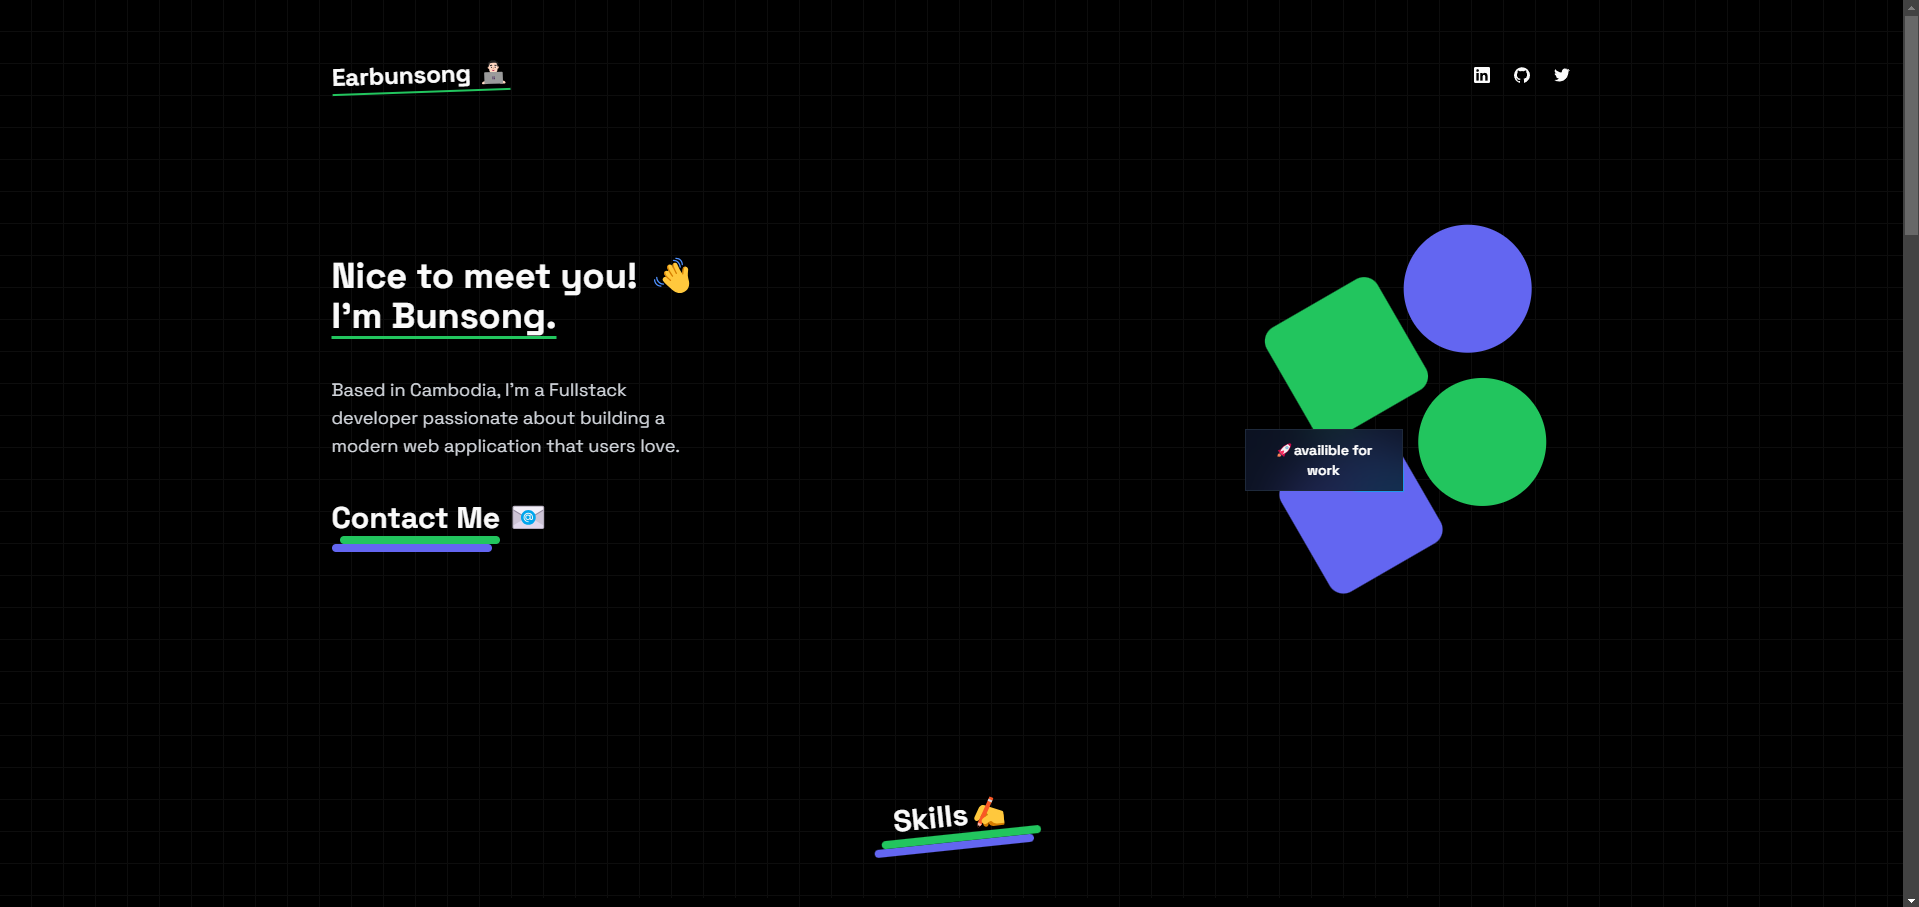 Earbunsong
Nice to meet you! 👋
I'm Bunsong.
Based in Cambodia, I'm a Fullstack
developer passionate about building a
modern web application that users love.
Contact Me
🚀 availible for
work
Skills ✍